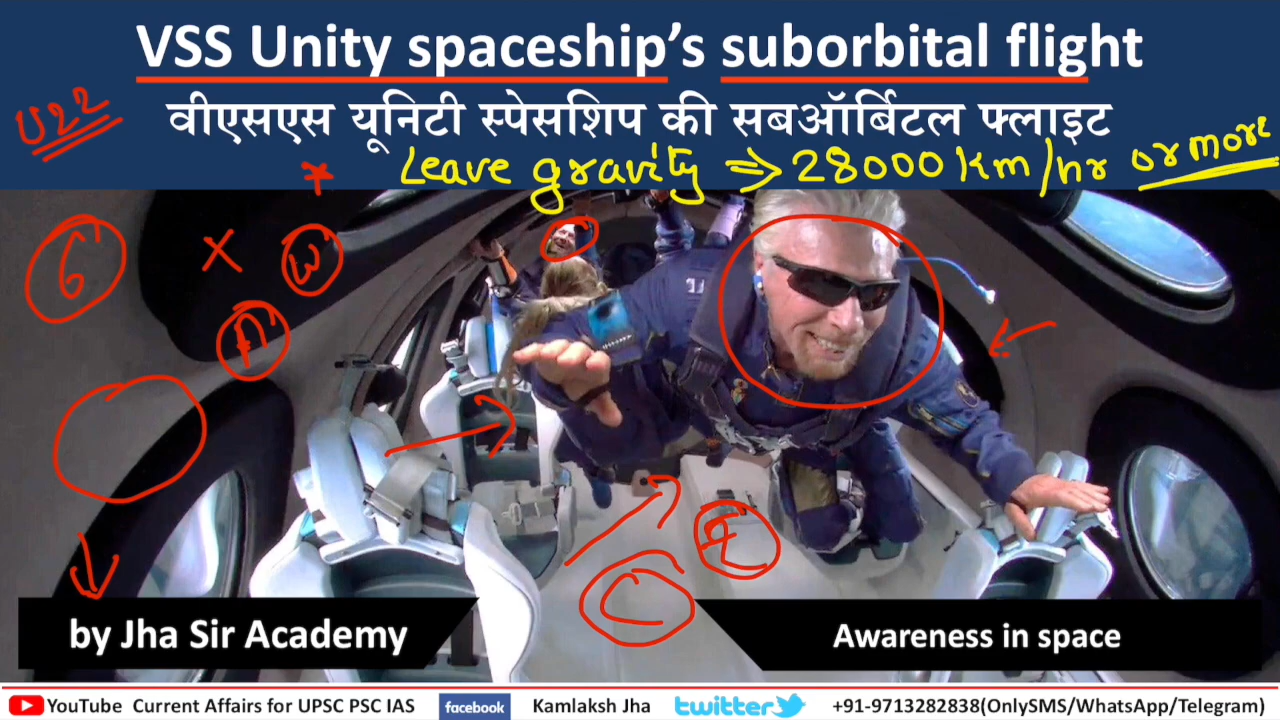 VSS Unity spaceship’s suborbital flight
U22
वीएसएस यूनिटी स्पेसशिप की सबऑर्बिटल फ्लाइट
Leave gravity ⇒ 28000 km/hr or more
6
by Jha Sir Academy
Awareness in space
YouTube Current Affairs for UPSC PSC IAS facebook Kamlaksh Jha twitter +91-9713282838(OnlySMS/WhatsApp/Telegram)